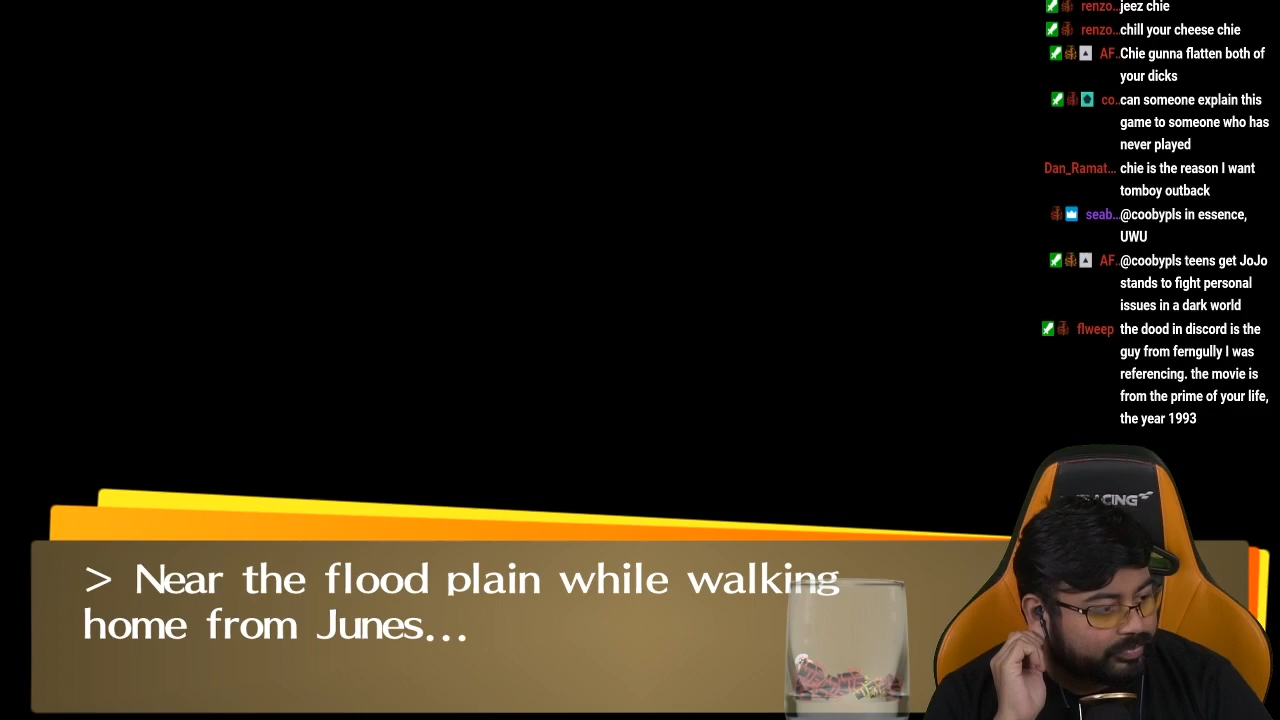 renzo…jeez chie
renzo…chill your cheese chie
AF…Chie gunna flatten both of
your dicks
co…can someone explain this
game to someone who has
never played
Dan_Ramat… chie is the reason I want
tomboy outback
seab…@coobypls in essence,
UWU
AF…@coobypls teens get JoJo
stands to fight personal
issues in a dark world
flweep the dood in discord is the
guy from ferngully I was
referencing. the movie is
from the prime of your life,
the year 1993
RACING
> Near the flood plain while walking
home from Junes...